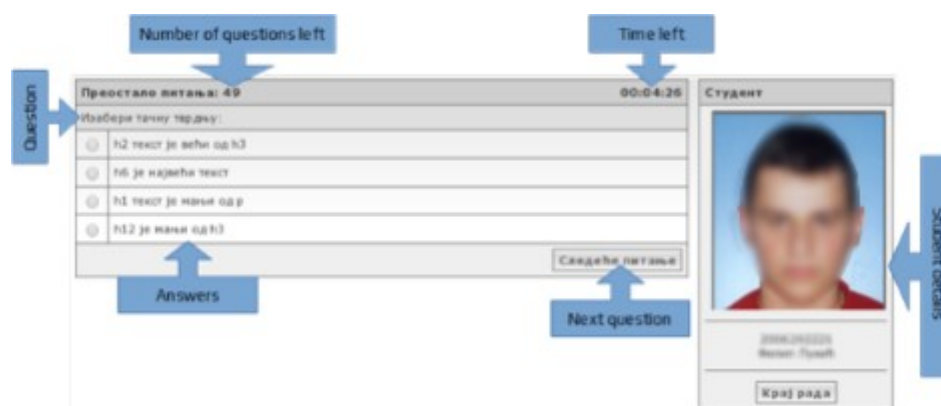 Number of questions left
Time left
Question
Преостало питања: 49
00:04:26
Студент
Изабери тачну тврдњу:
h2 текст је већи од h3
h6 је највећи текст
h1 текст је мањи од p
h12 је мањи од h3
Следеће питање
Answers
Next question
Student details
Крај рада